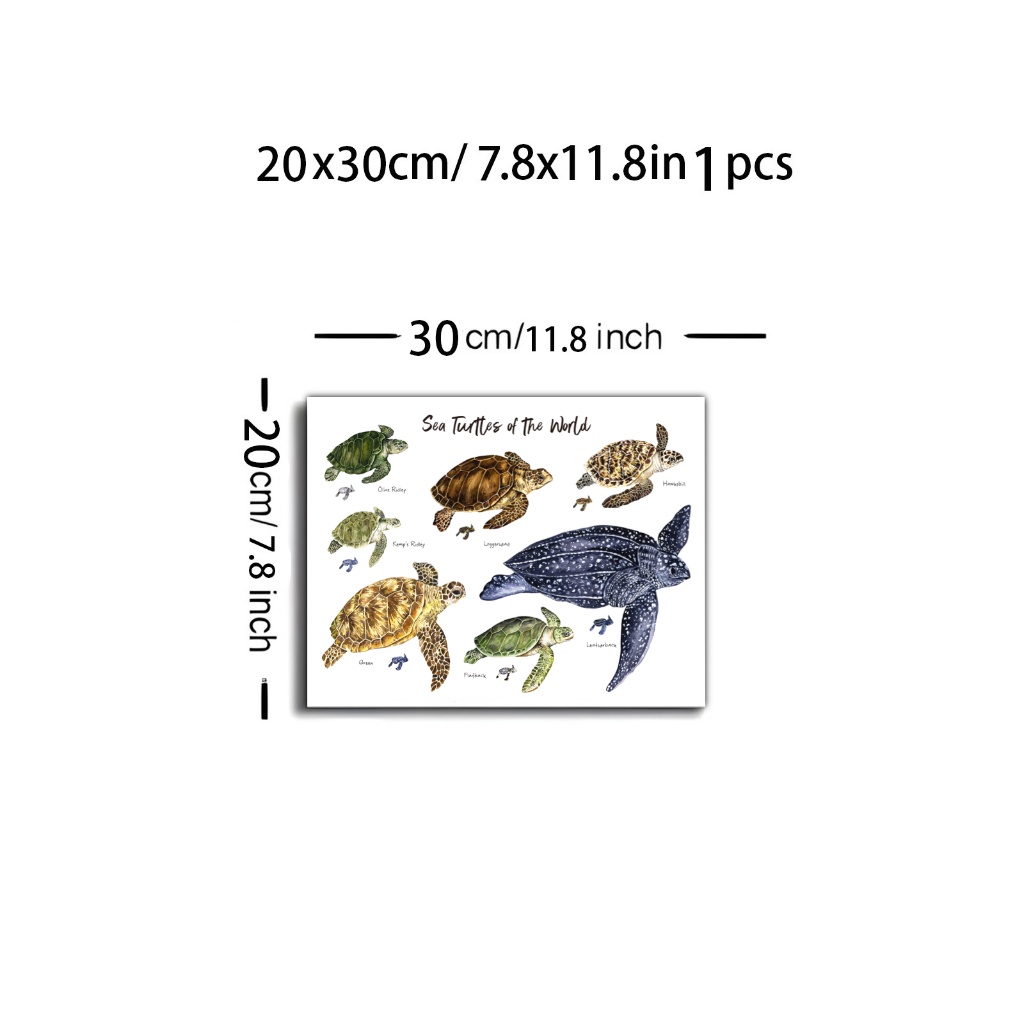 20x30cm/ 7.8x11.8in 1 pcs
30 cm/11.8 inch
20cm/ 7.8 inch
Sea Turtles of the World
Olive Ridley
Hawksbill
Kemp's Ridley
Loggerhead
Leatherback
Green
Flatback